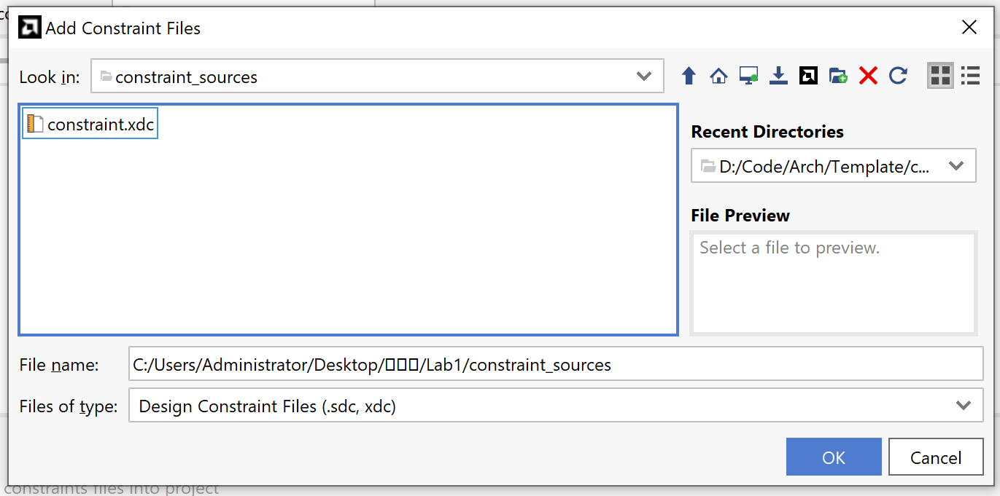 Add Constraint Files
Look in: constraint_sources
constraint.xdc
Recent Directories
D:/Code/Arch/Template/c...
File Preview
Select a file to preview.
File name: C:/Users/Administrator/Desktop/□□□/Lab1/constraint_sources
Files of type: Design Constraint Files (.sdc, xdc)
OK Cancel
constraints files into project